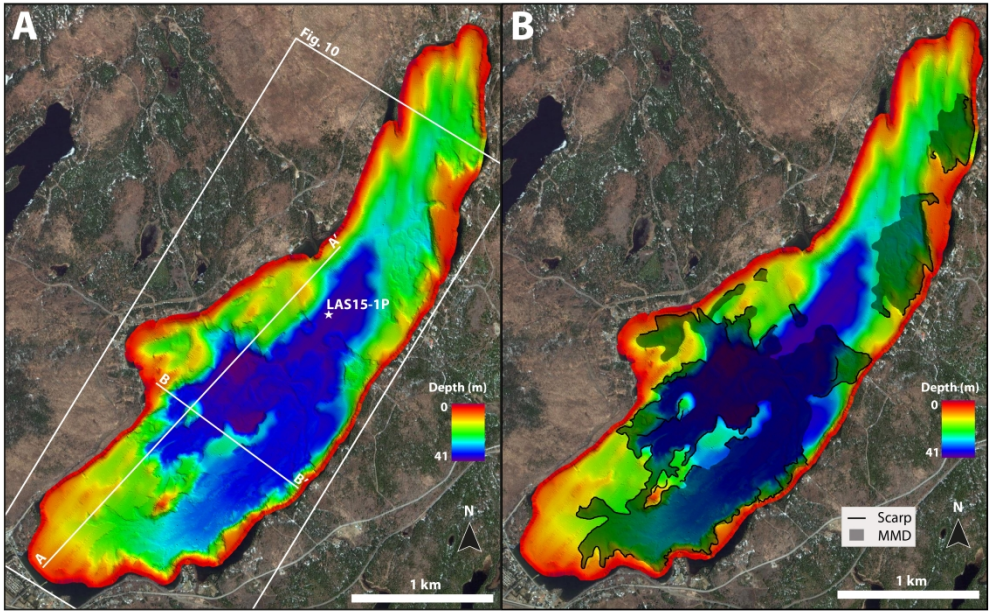 A
Fig. 10
A'
LAS15-1P
B
B'
A
Depth (m)
0
41
N
1 km
B
Depth (m)
0
41
N
Scarp
MMD
1 km